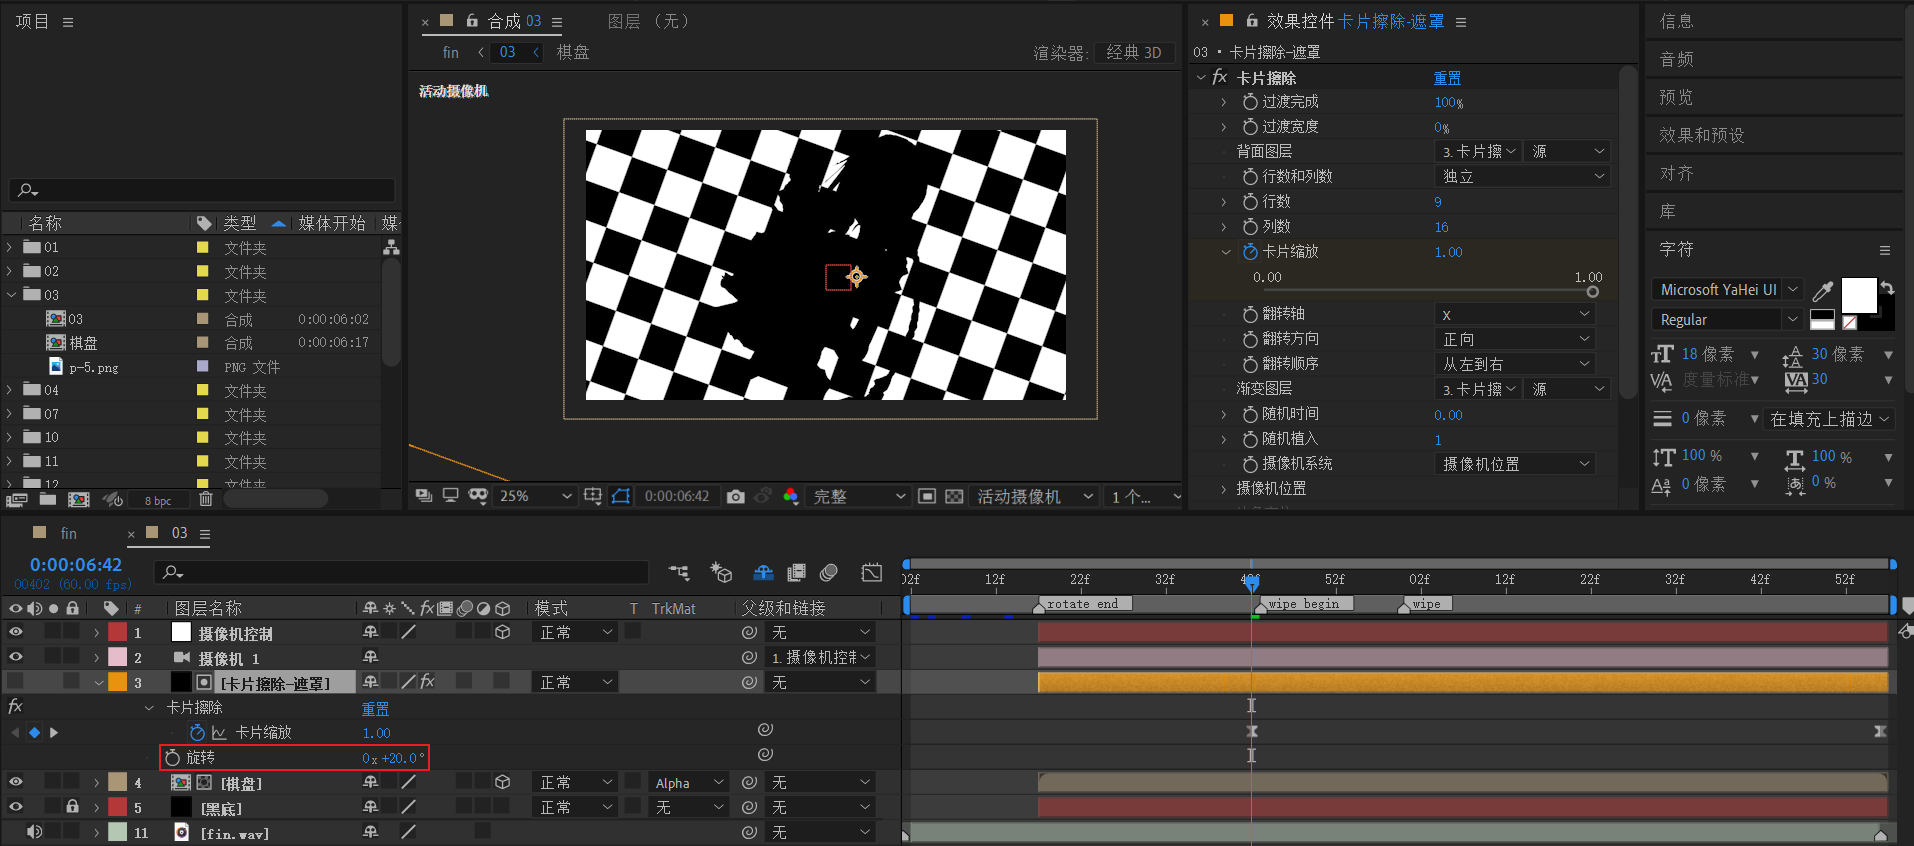 项目
名称 类型 媒体开始 媒
01 文件夹
02 文件夹
03 文件夹
03 合成 0:00:06:02
棋盘 合成 0:00:06:17
p-5.png PNG 文件
04 文件夹
07 文件夹
10 文件夹
11 文件夹
12 文件夹
8 bpc
× 合成 03
图层 （无）
fin < 03 < 棋盘
渲染器: 经典 3D
活动摄像机
25% 0:00:06:42 完整 活动摄像机 1 个...
× 效果控件 卡片擦除-遮罩
03 · 卡片擦除-遮罩
fx 卡片擦除 重置
过渡完成 100%
过渡宽度 0%
背面图层 3.卡片擦 源
行数和列数 独立
行数 9
列数 16
卡片缩放 1.00
0.00 1.00
翻转轴 X
翻转方向 正向
翻转顺序 从左到右
渐变图层 3.卡片擦 源
随机时间 0.00
随机植入 1
摄像机系统 摄像机位置
摄像机位置
信息
音频
预览
效果和预设
对齐
库
字符
Microsoft YaHei UI
Regular
18 像素 30 像素
度量标准 30
0 像素 在填充上描边
100 % 100 %
0 像素 0 %
fin × 03
0:00:06:42
00402 (60.00 fps)
02f 12f 22f 32f 42f 52f 02f 12f 22f 32f 42f 52f
# 图层名称 fx 模式 T TrkMat 父级和链接
rotate end wipe begin wipe
1 摄像机控制 正常 无
2 摄像机 1 1.摄像机控制
3 [卡片擦除-遮罩] fx 正常 无
fx 卡片擦除 重置
卡片缩放 1.00
旋转 0x+20.0°
4 [棋盘] 正常 Alpha 无
5 [黑底] 正常 无 无
11 [fin.wav] 无